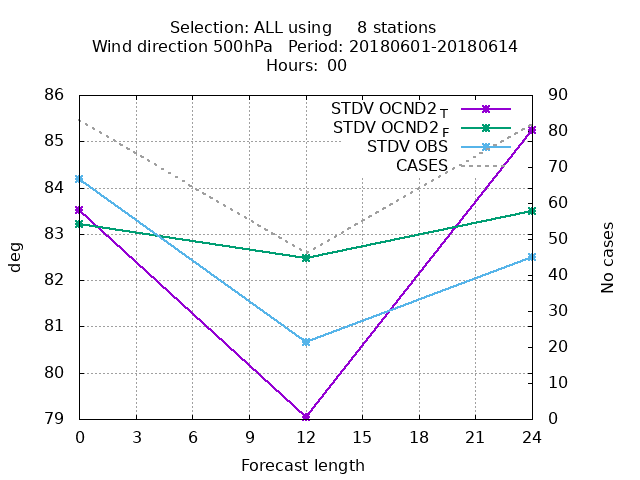 Selection: ALL using     8 stations
Wind direction 500hPa   Period: 20180601-20180614
Hours: 00
STDV OCND2 T
STDV OCND2 F
STDV OBS
CASES
86
85
84
83
82
81
80
79
deg
90
80
70
60
50
40
30
20
10
0
No cases
0 3 6 9 12 15 18 21 24
Forecast length